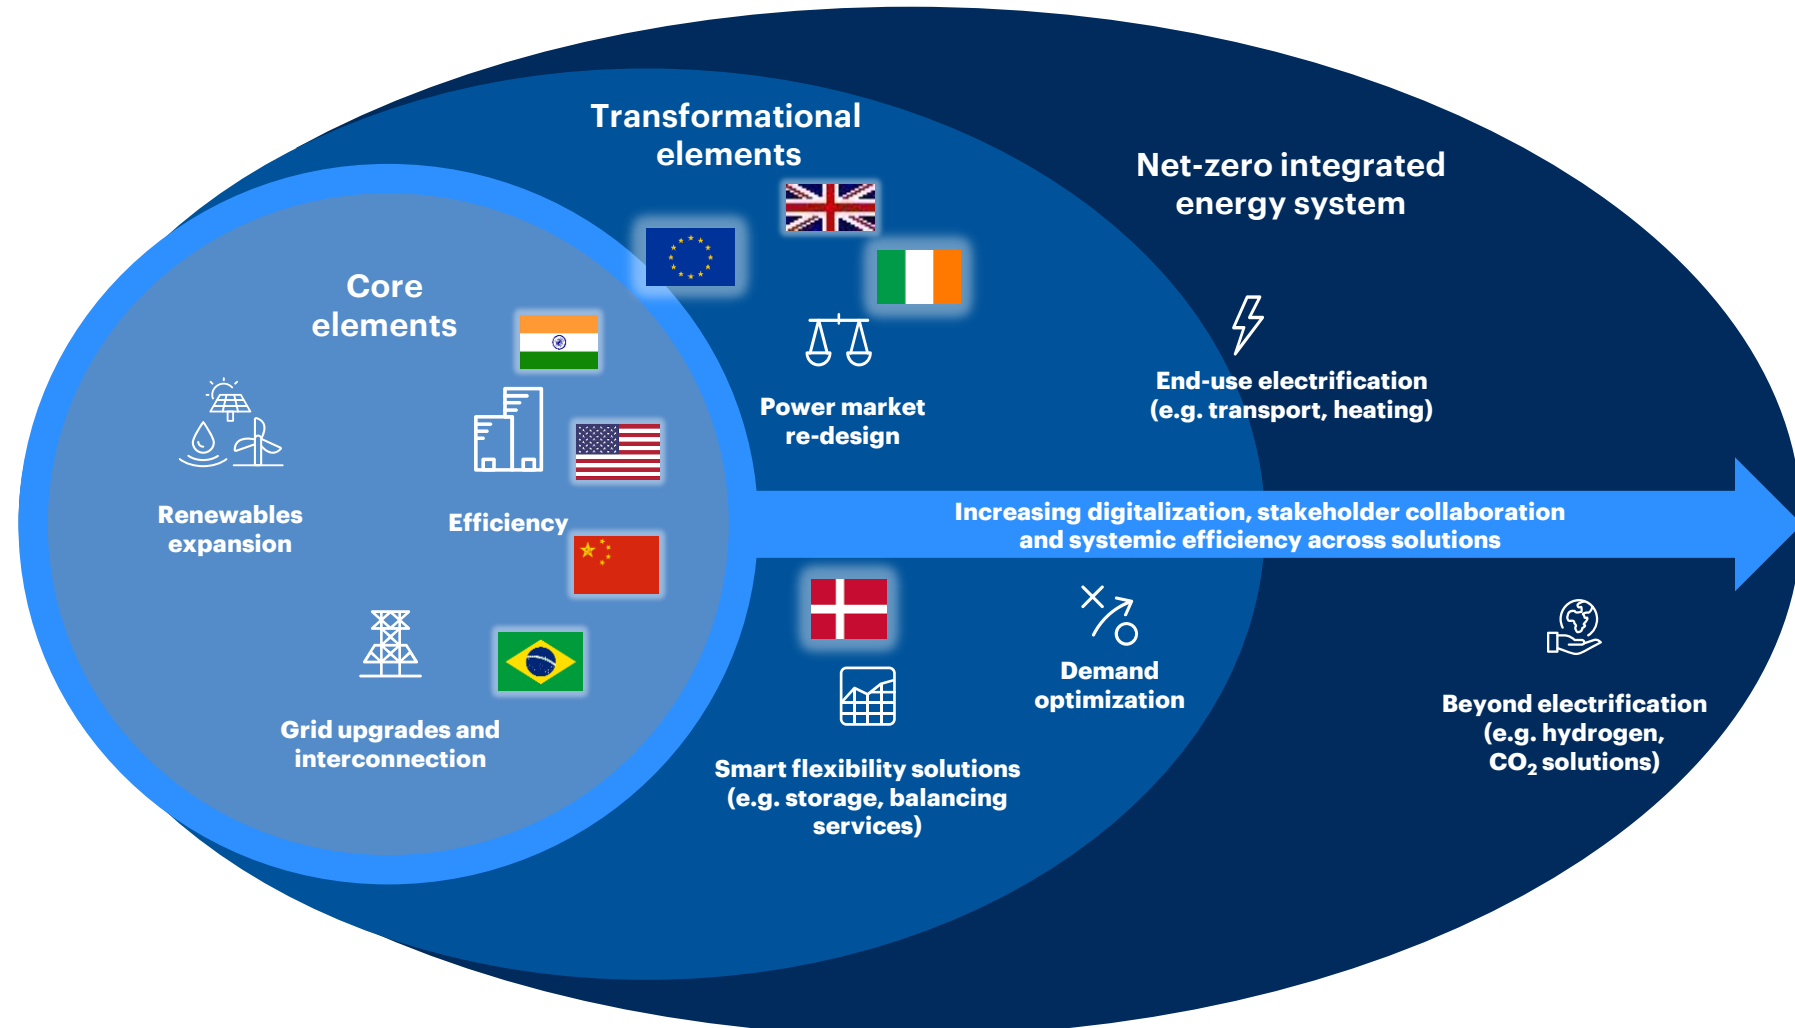 Transformational
elements
Net-zero integrated
energy system
Core
elements
End-use electrification
(e.g. transport, heating)
Power market
re-design
Renewables
expansion
Efficiency
Increasing digitalization, stakeholder collaboration
and systemic efficiency across solutions
Demand
optimization
Grid upgrades and
interconnection
Smart flexibility solutions
(e.g. storage, balancing
services)
Beyond electrification
(e.g. hydrogen,
CO₂ solutions)